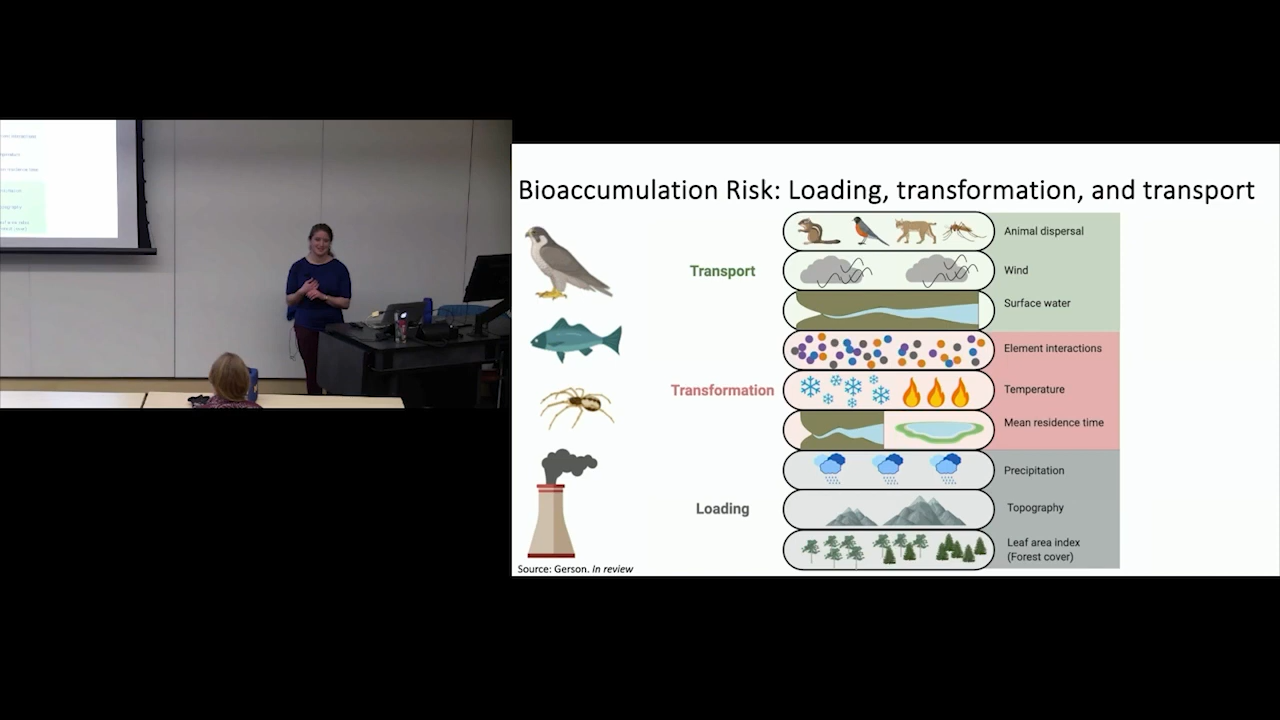 Bioaccumulation Risk: Loading, transformation, and transport
Transport
Animal dispersal
Wind
Surface water
Transformation
Element interactions
Temperature
Mean residence time
Loading
Precipitation
Topography
Leaf area index
(Forest cover)
Source: Gerson. In review